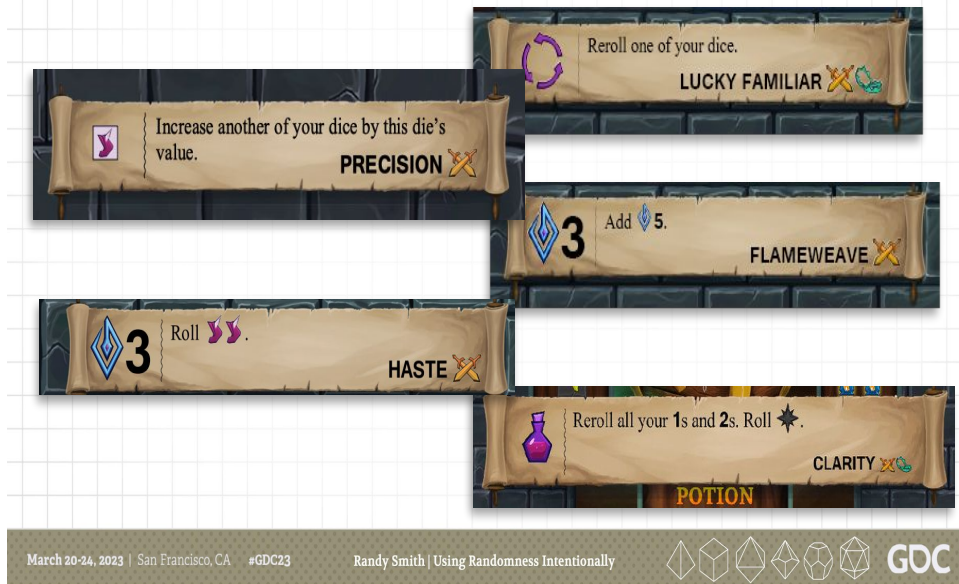 Reroll one of your dice.
LUCKY FAMILIAR
Increase another of your dice by this die's
value.
PRECISION
3 Add 5.
FLAMEWEAVE
3 Roll .
HASTE
Reroll all your 1s and 2s. Roll .
CLARITY
POTION
March 20-24, 2023 | San Francisco, CA #GDC23 Randy Smith | Using Randomness Intentionally GDC